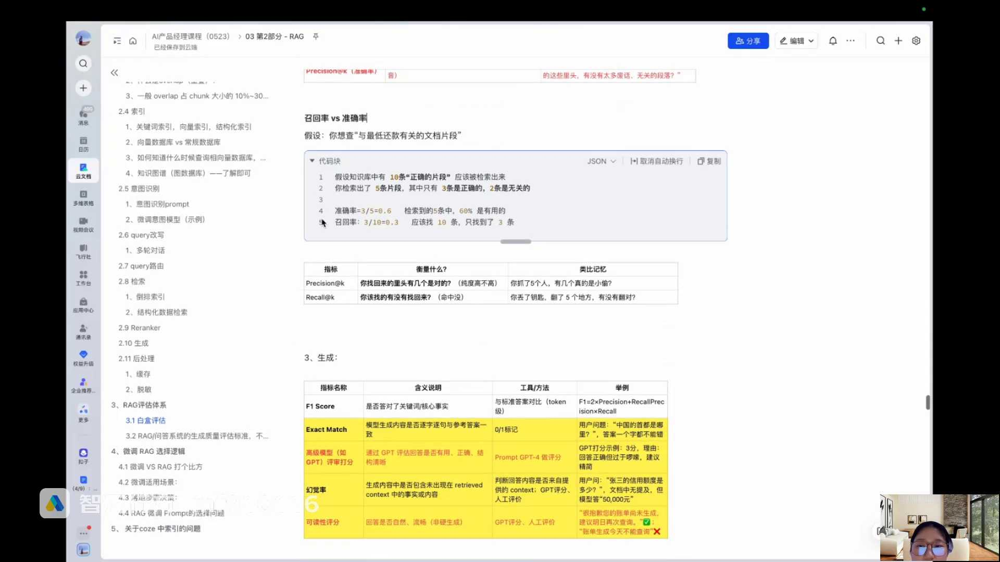 AI产品经理课程（0523） > 03 第2部分 - RAG
已经保存到云端
分享
编辑
499
消息
日历
云文档
多维表格
视频会议
飞行社
工作台
应用中心
通讯录
权益升级
企业推荐...
更多
扣子
(4/9) : ...
3、一般 overlap 占 chunk 大小的 10%~30...
2.4 索引
1、关键词索引，向量索引，结构化索引
2、向量数据库 vs 常规数据库
3、如何知道什么时候查询相向量数据库，...
4、知识图谱（图数据库）——了解即可
2.5 意图识别
1、意图识别prompt
2、微调意图模型（示例）
2.6 query改写
1、多轮对话
2.7 query路由
2.8 检索
1、倒排索引
2、结构化数据检索
2.9 Reranker
2.10 生成
2.11 后处理
1、缓存
2、脱敏
3、RAG评估体系
3.1 白盒评估
3.2 RAG/问答系统的生成质量评估标准，不...
4、微调 RAG 选择逻辑
4.1 微调 VS RAG 打个比方
4.2 微调适用场景：
4.4 RAG 微调 Prompt的选择问题
5、 关于coze 中索引的问题
Precision@k（准确率）
音）
的这些里头，有没有太多废话、无关的段落？”
召回率 vs 准确率
假设：你想查“与最低还款有关的文档片段”
代码块
JSON
取消自动换行
复制
1 假设知识库中有 10条“正确的片段” 应该被检索出来
2 你检索出了 5条片段，其中只有 3条是正确的，2条是无关的
3
4 准确率=3/5=0.6 检索到的5条中，60% 是有用的
5 召回率：3/10=0.3 应该找 10 条，只找到了 3 条
指标 衡量什么? 类比记忆
Precision@k 你找回来的里头有几个是对的？（纯度高不高） 你抓了5个人，有几个真的是小偷？
Recall@k 你该找的有没有找回来？（命中没） 你丢了钥匙，翻了 5 个地方，有没有翻对？
3、生成：
指标名称 含义说明 工具/方法 举例
F1 Score 是否答对了关键词/核心事实 与标准答案对比（token
级） F1=2×Precision+RecallPrec
ision×Recall
Exact Match 模型生成内容是否逐字逐句与参考答案一
致 0/1标记 用户问题：“中国的首都是哪
里？”，答案一个字都不能错
高级模型（如
GPT）评审打分 通过 GPT 评估回答是否有用、正确、结
构清晰 Prompt GPT-4 做评分 GPT打分示例：3分，理由：
回答正确但过于啰嗦，建议
精简
幻觉率 生成内容中是否包含未出现在 retrieved
context 中的事实或内容 判断回答内容是否来自提
供的 context；GPT评分、
人工评价 用户问：“张三的信用额度是
多少？”，文档中无提及，但
模型答“50,000元”
可读性评分 回答是否自然、流畅（非硬生成） GPT评分、人工评价 “很抱歉您的账单尚未生成，
建议明日再次查询。”✅；
“账单生成今天不能查询”❌